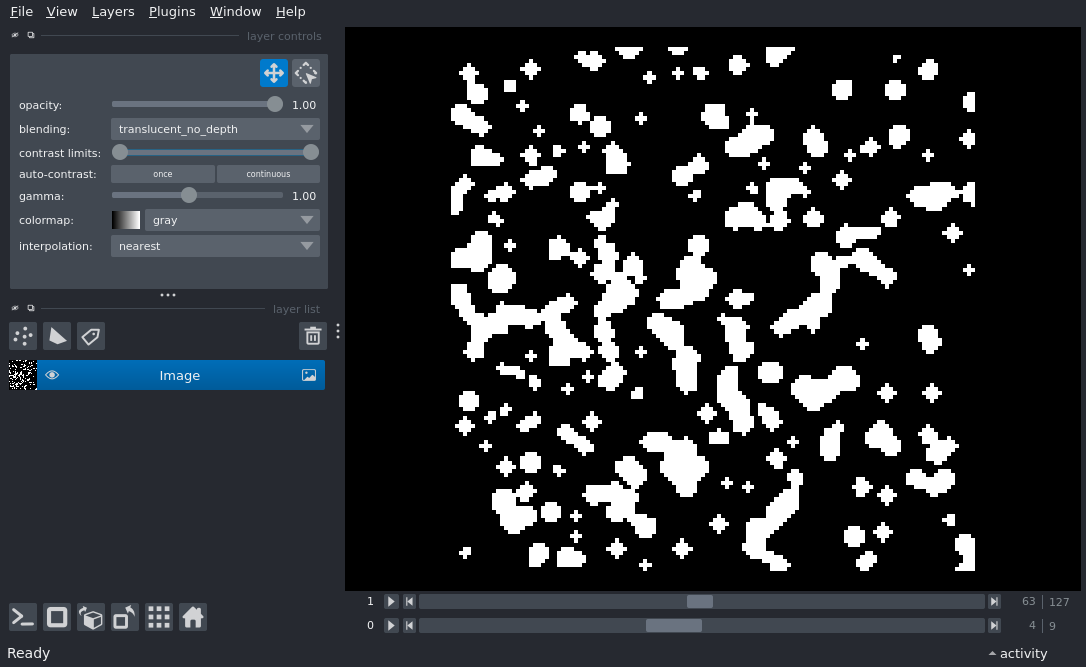 File View Layers Plugins Window Help
layer controls
opacity: 1.00
blending: translucent_no_depth
contrast limits:
auto-contrast: once continuous
gamma: 1.00
colormap: gray
interpolation: nearest
layer list
Image
1 63 127
0 4 9
Ready activity